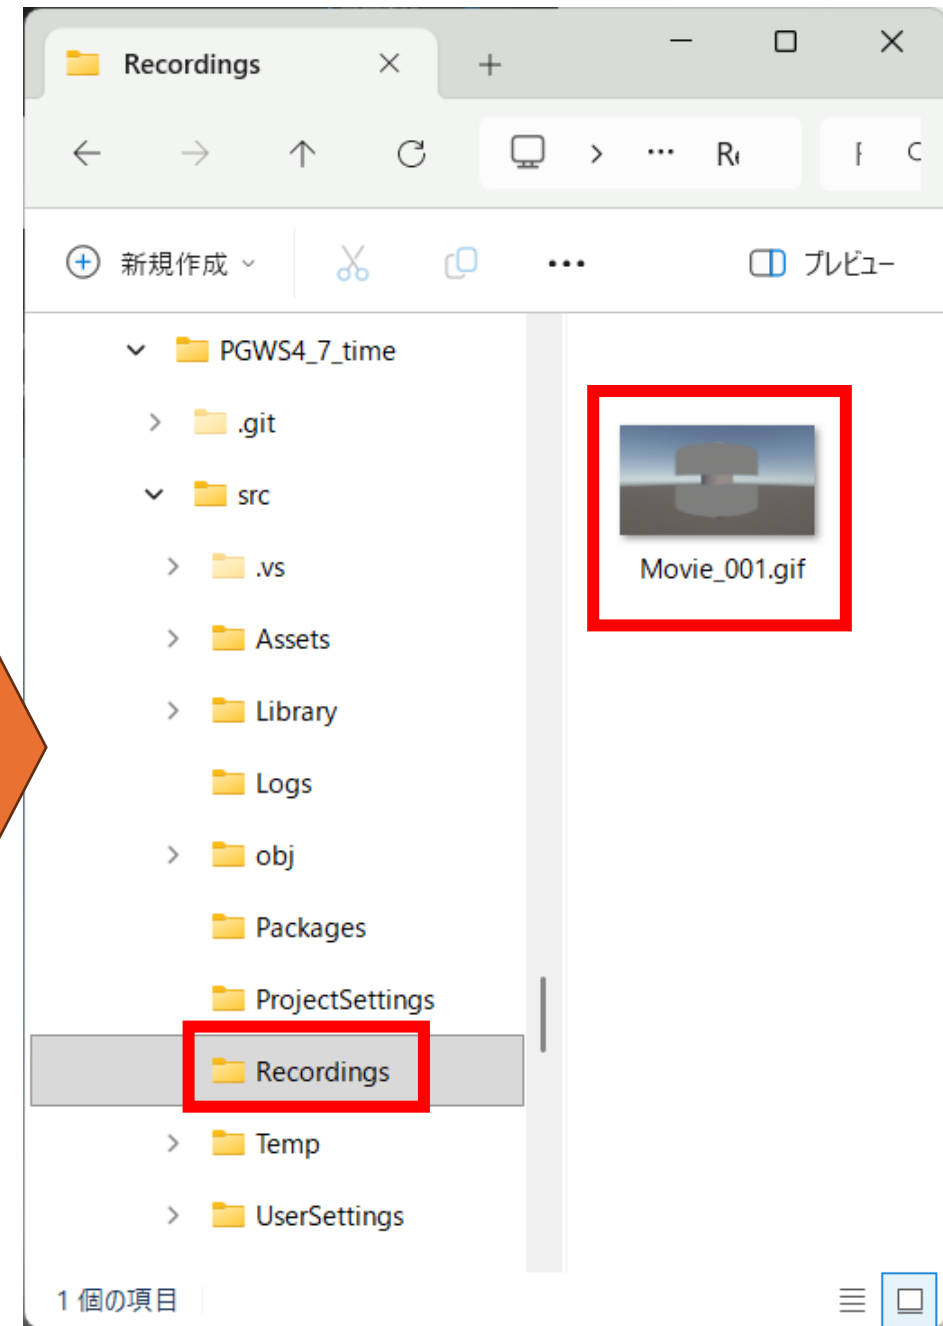 Recordings
新規作成
プレビュー
PGWS4_7_time
.git
src
.vs
Assets
Library
Logs
obj
Packages
ProjectSettings
Recordings
Temp
UserSettings
Movie_001.gif
1 個の項目